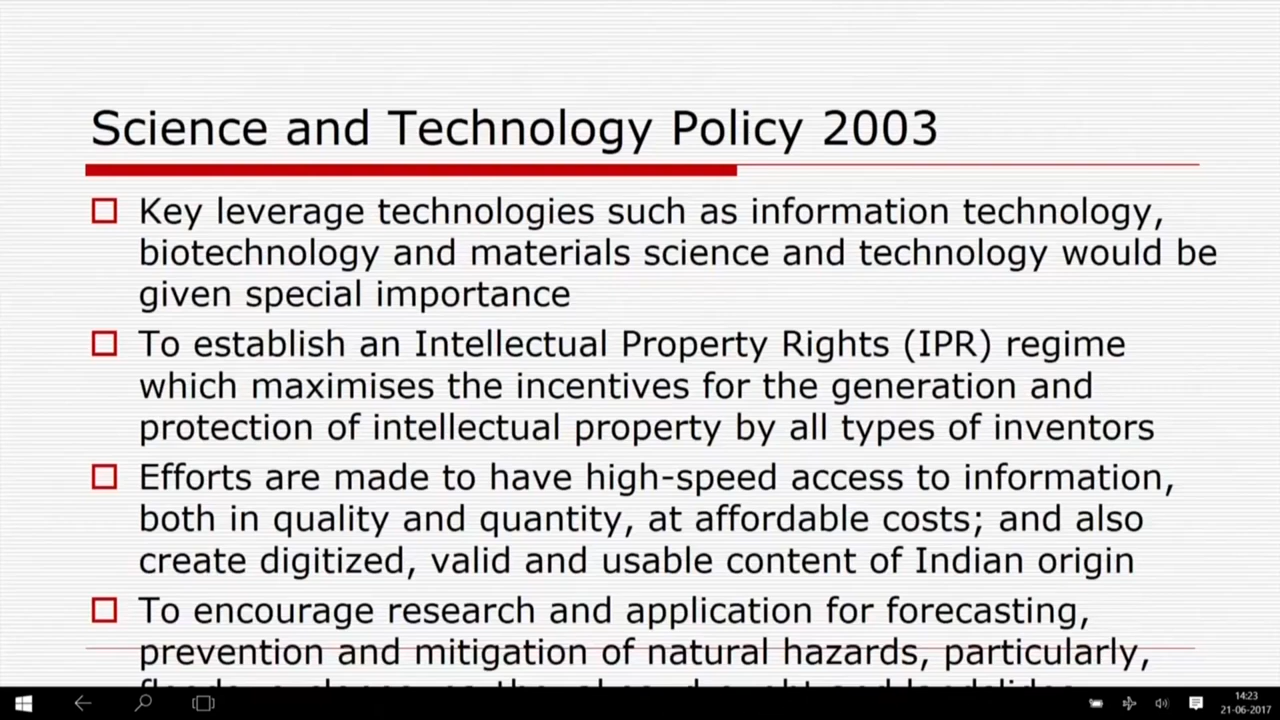 Science and Technology Policy 2003
Key leverage technologies such as information technology,
biotechnology and materials science and technology would be
given special importance
To establish an Intellectual Property Rights (IPR) regime
which maximises the incentives for the generation and
protection of intellectual property by all types of inventors
Efforts are made to have high-speed access to information,
both in quality and quantity, at affordable costs; and also
create digitized, valid and usable content of Indian origin
To encourage research and application for forecasting,
prevention and mitigation of natural hazards, particularly,
14:23
21-06-2017